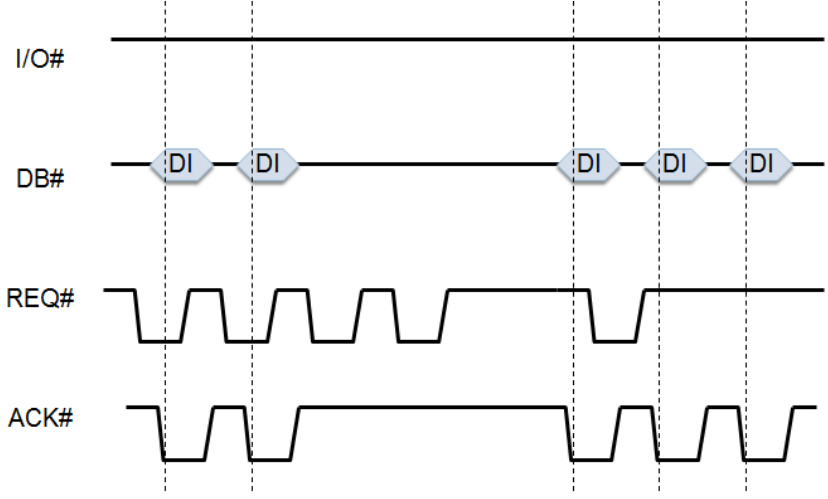 I/O#
DB#
DI DI DI DI DI
REQ#
ACK#